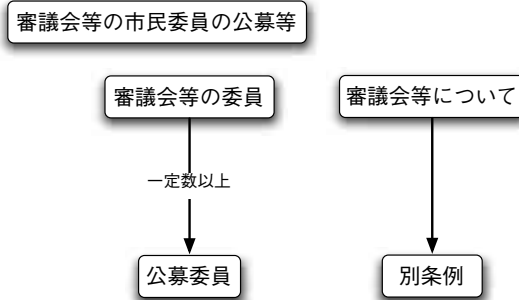 審議会等の市民委員の公募等
審議会等の委員
審議会等について
一定数以上
公募委員
別条例